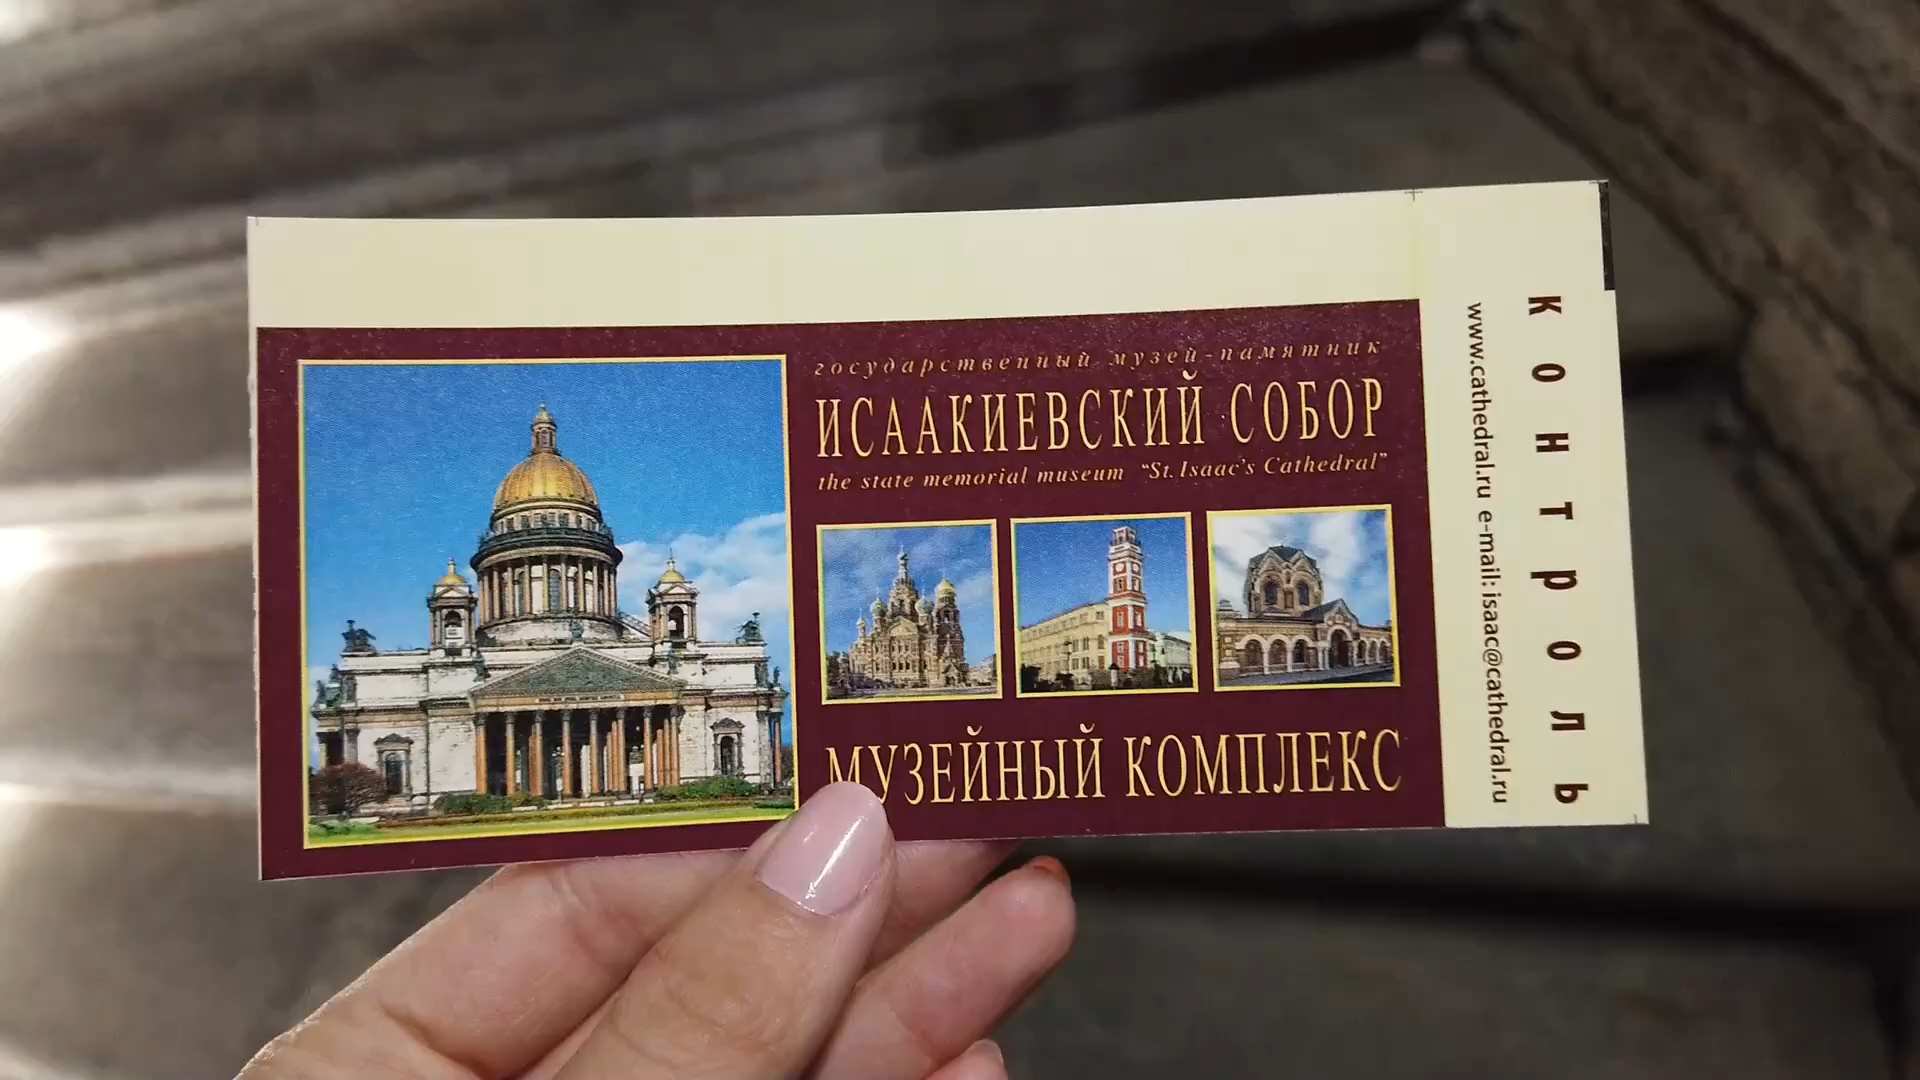 государственный музей-памятник
ИСААКИЕВСКИЙ СОБОР
the state memorial museum “St. Isaac's Cathedral”
МУЗЕЙНЫЙ КОМПЛЕКС
www.cathedral.ru e-mail: isaac@cathedral.ru
КОНТРОЛЬ